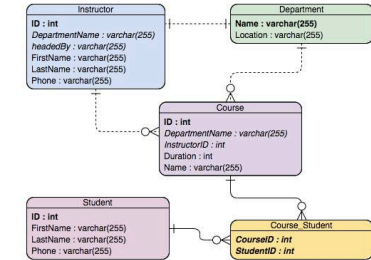 Instructor
ID : int
DepartmentName : varchar(255)
headedBy : varchar(255)
FirstName : varchar(255)
LastName : varchar(255)
Phone : varchar(255)
Department
Name : varchar(255)
Location : varchar(255)
Course
ID : int
DepartmentName : varchar(255)
InstructorID : int
Duration : int
Name : varchar(255)
Student
ID : int
FirstName : varchar(255)
LastName : varchar(255)
Phone : varchar(255)
Course_Student
CourseID : int
StudentID : int